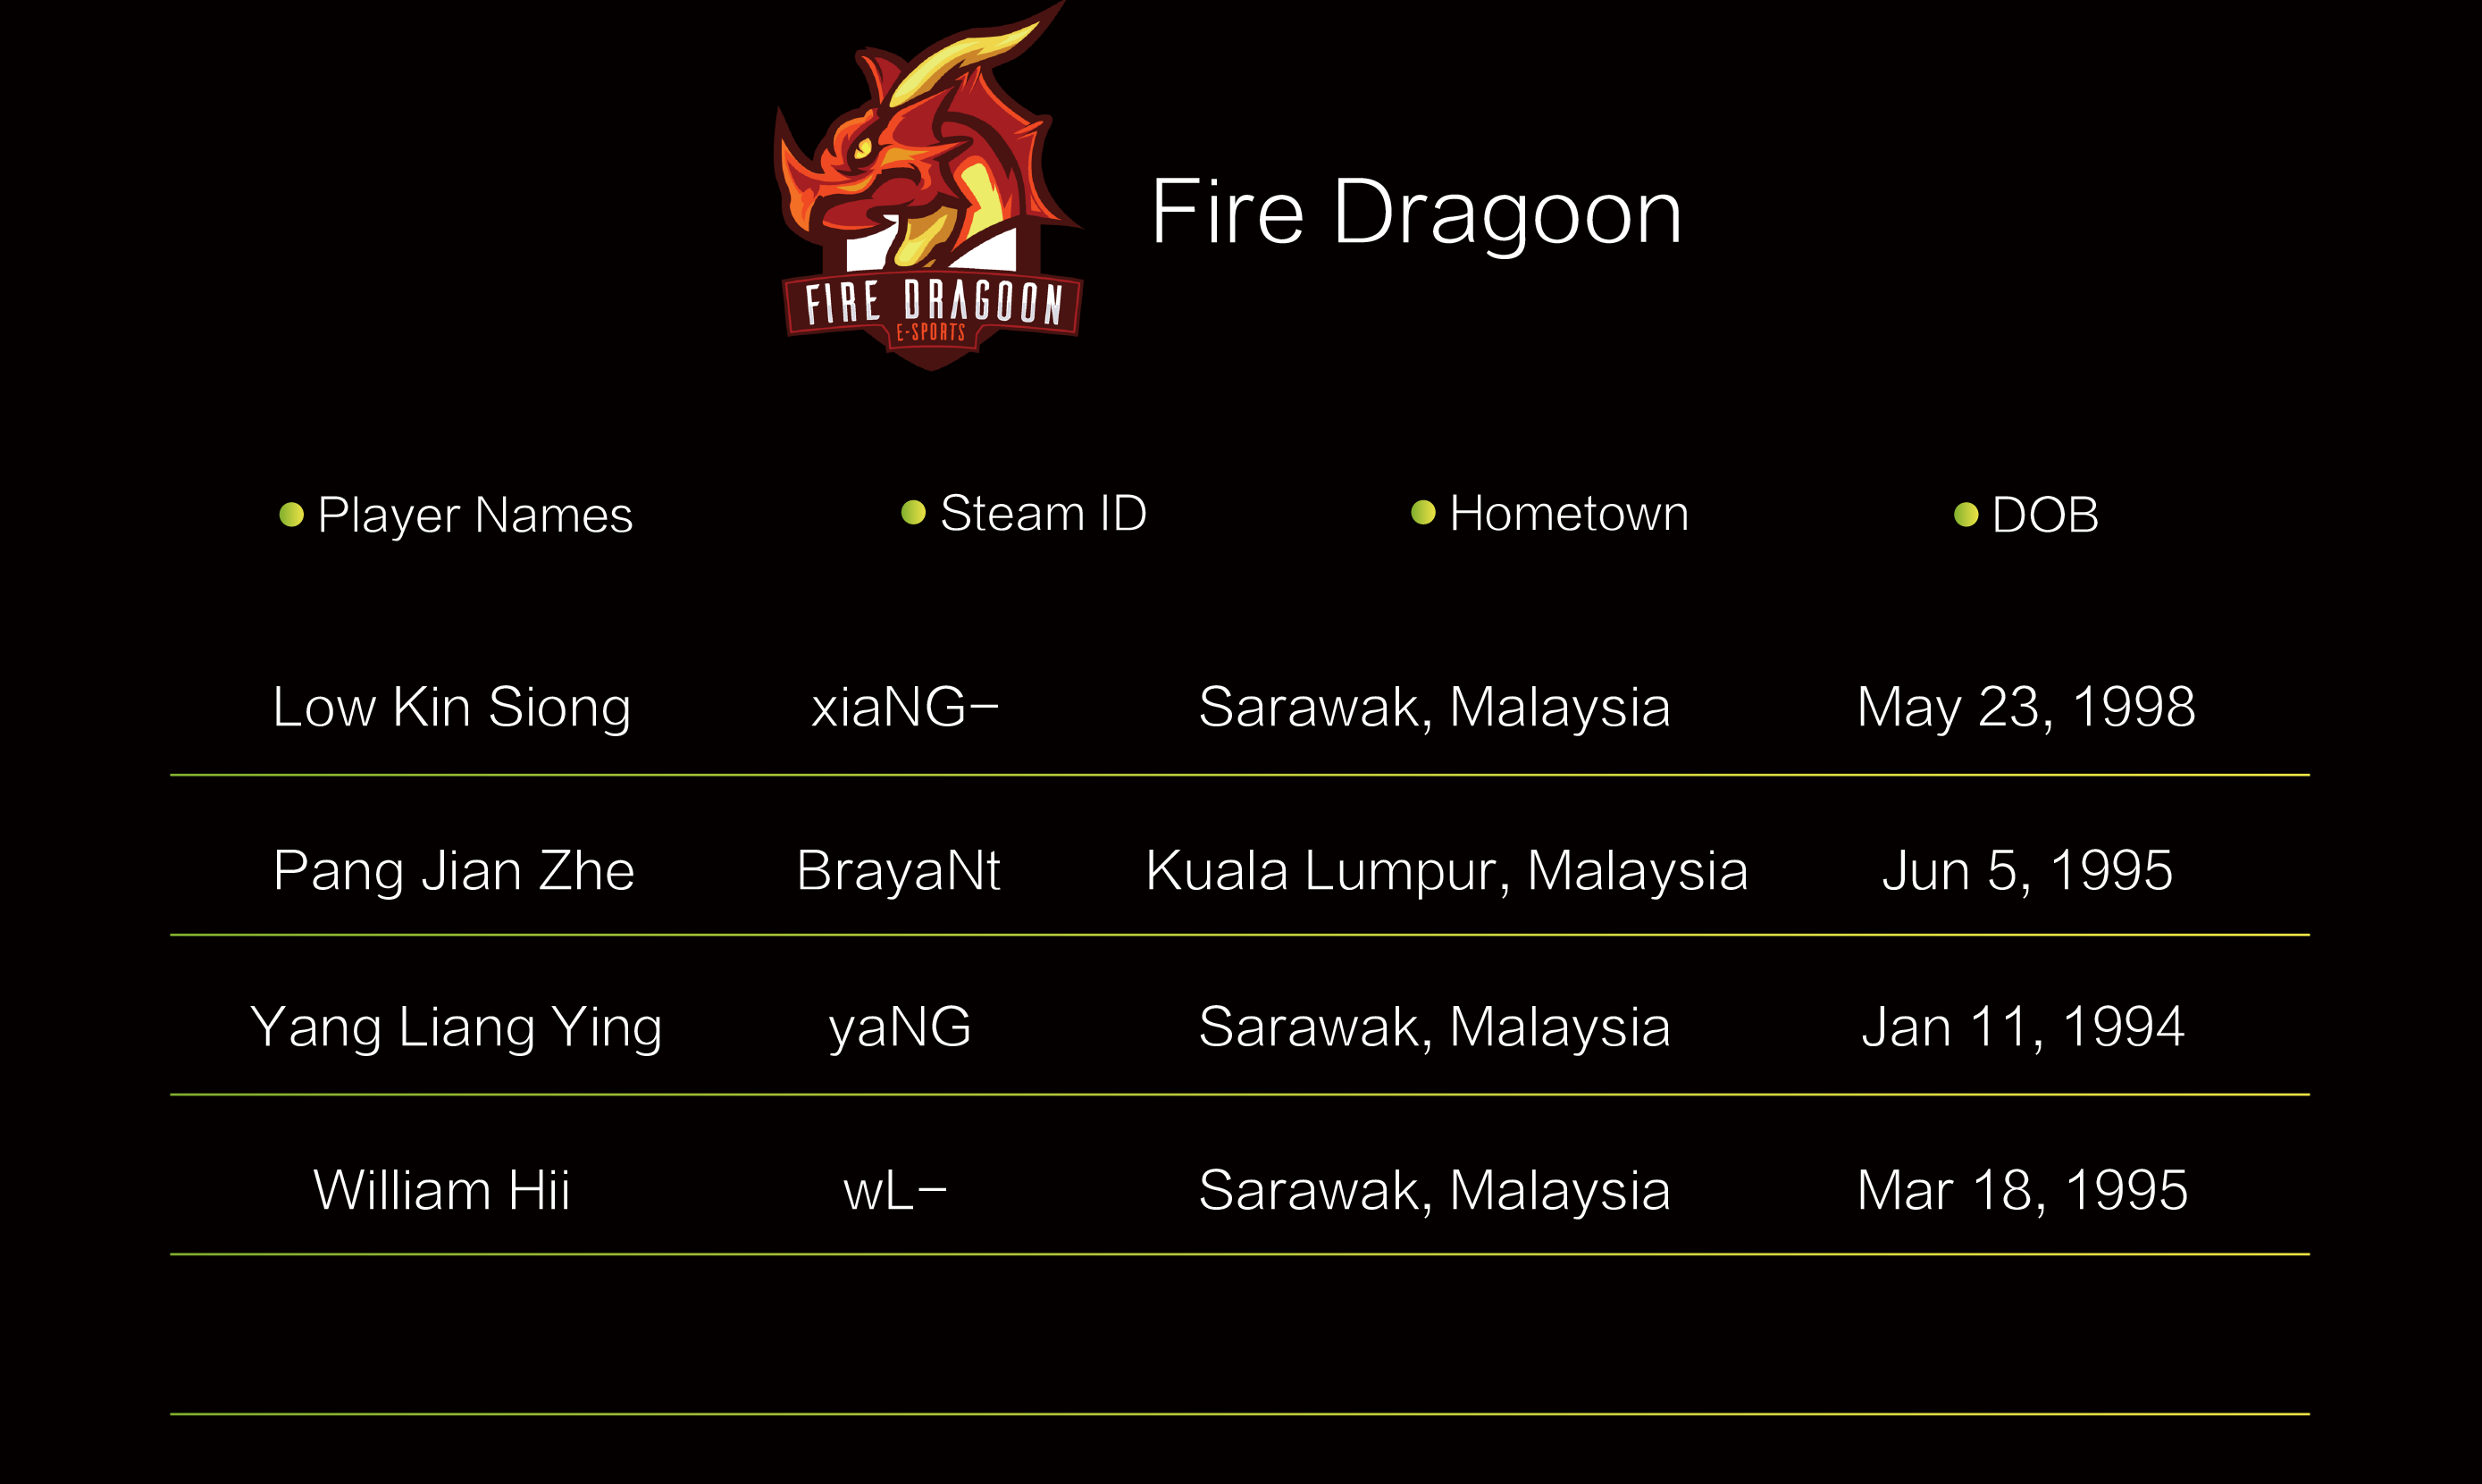 Fire Dragoon
FIRE DRAGOON
E-SPORTS
Player Names Steam ID Hometown DOB
Low Kin Siong xiaNG- Sarawak, Malaysia May 23, 1998
Pang Jian Zhe BrayaNt Kuala Lumpur, Malaysia Jun 5, 1995
Yang Liang Ying yaNG Sarawak, Malaysia Jan 11, 1994
William Hii wL- Sarawak, Malaysia Mar 18, 1995